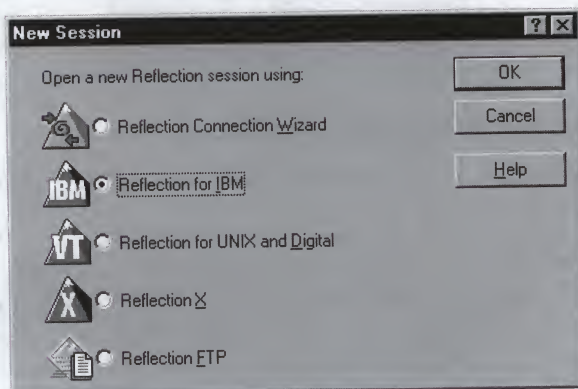 New Session
? X
Open a new Reflection session using:
OK
Reflection Connection Wizard
Cancel
IBM
Reflection for IBM
Help
VT
Reflection for UNIX and Digital
X
Reflection X
Reflection FTP